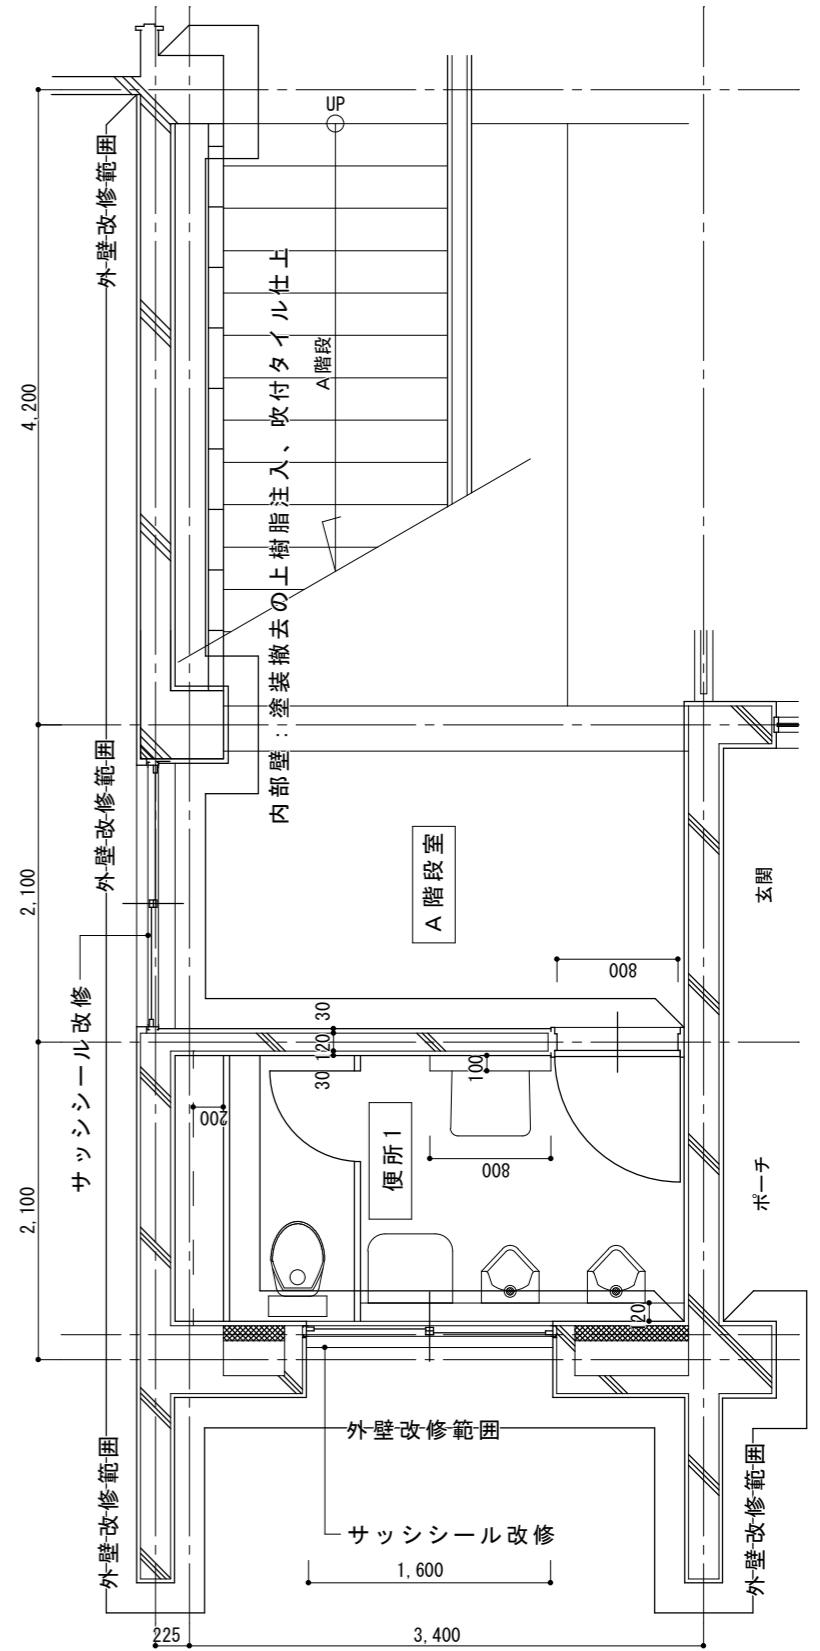 UP
外壁改修範囲
A階段
内部壁：塗装撤去の上樹脂注入、吹付タイル仕上
4,200
外壁改修範囲
2,100
サッシシール改修
A階段室
玄関
800
30
120
30
100
200
便所1
800
ポーチ
2,100
20
外壁改修範囲
外壁改修範囲
外壁改修範囲
サッシシール改修
1,600
225
3,400